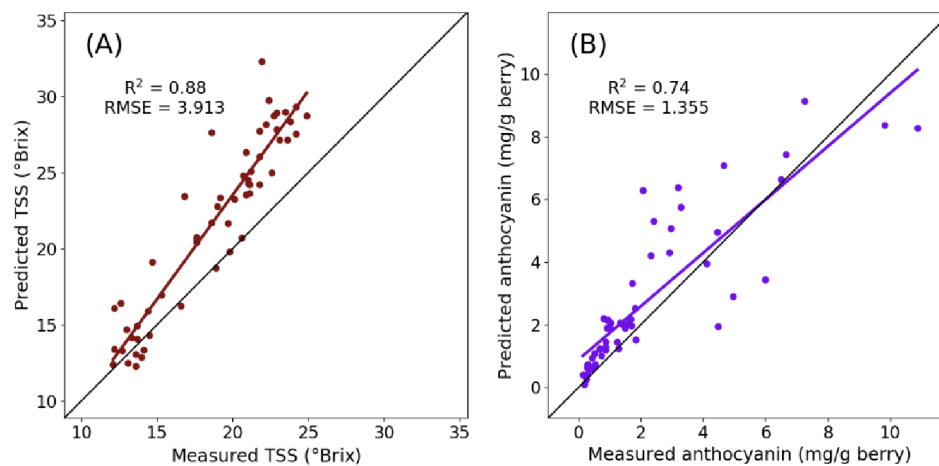 (A)
R² = 0.88
RMSE = 3.913
Predicted TSS (°Brix)
35
30
25
20
15
10
10 15 20 25 30 35
Measured TSS (°Brix)
(B)
R² = 0.74
RMSE = 1.355
Predicted anthocyanin (mg/g berry)
10
8
6
4
2
0
0 2 4 6 8 10
Measured anthocyanin (mg/g berry)